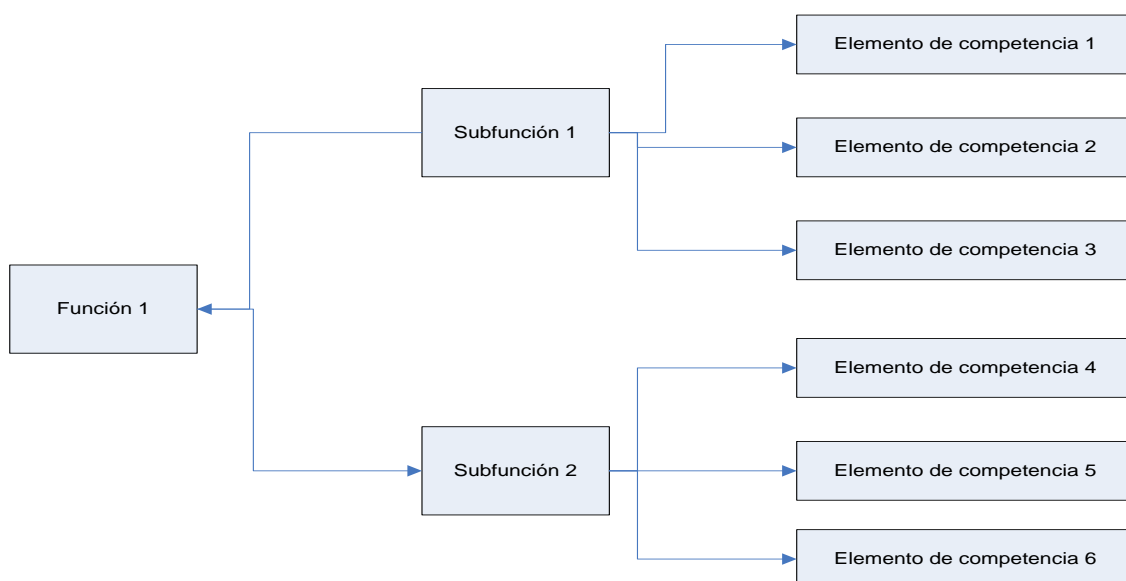 Elemento de competencia 1
Subfunción 1
Elemento de competencia 2
Elemento de competencia 3
Función 1
Elemento de competencia 4
Subfunción 2
Elemento de competencia 5
Elemento de competencia 6